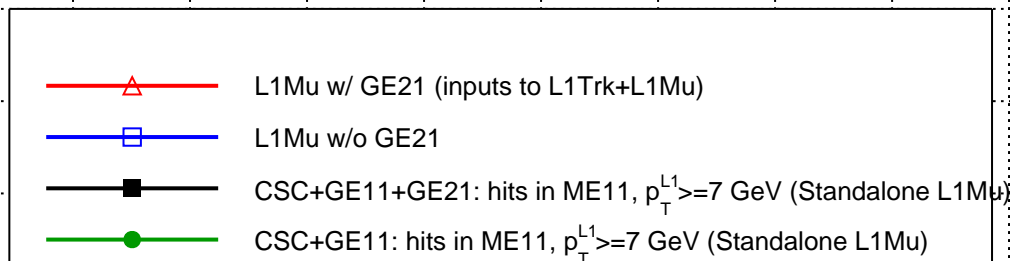 L1Mu w/ GE21 (inputs to L1Trk+L1Mu)
L1Mu w/o GE21
CSC+GE11+GE21: hits in ME11, p_T^L1>=7 GeV (Standalone L1Mu)
CSC+GE11: hits in ME11, p_T^L1>=7 GeV (Standalone L1Mu)